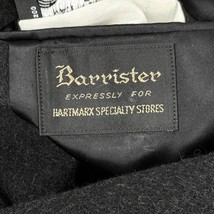 Barrister
EXPRESSLY FOR
HARTMARX SPECIALTY STORES